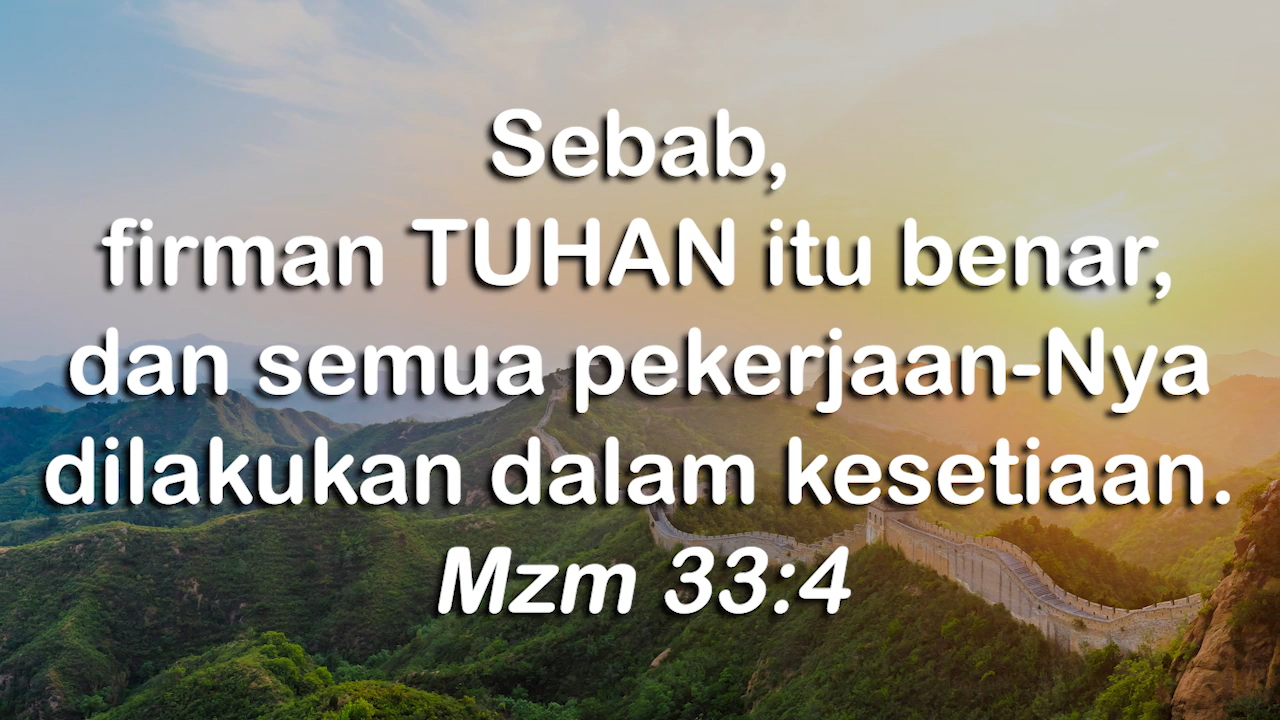 Sebab,
firman TUHAN itu benar,
dan semua pekerjaan-Nya
dilakukan dalam kesetiaan.
Mzm 33:4